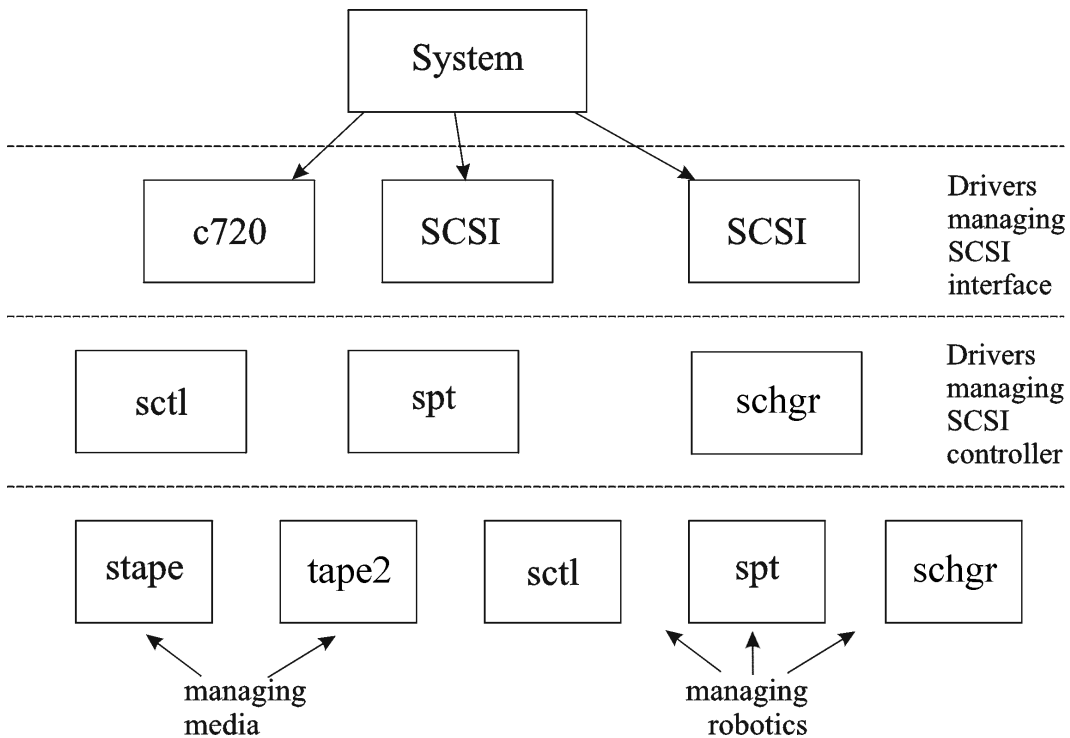 System
c720
SCSI
SCSI
Drivers
managing
SCSI
interface
sctl
spt
schgr
Drivers
managing
SCSI
controller
stape
tape2
sctl
spt
schgr
managing
media
managing
robotics